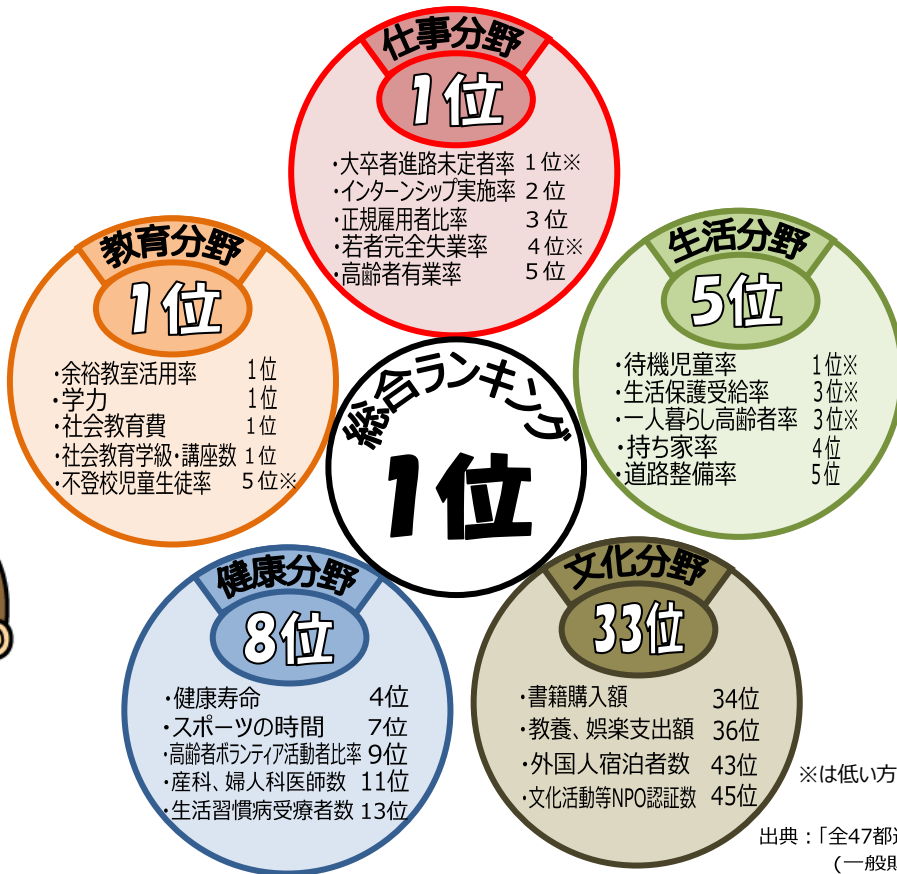 仕事分野
1位
・大卒者進路未定者率 1位※
・インターンシップ実施率 2位
・正規雇用者比率 3位
・若者完全失業率 4位※
・高齢者有業率 5位
教育分野
1位
・余裕教室活用率 1位
・学力 1位
・社会教育費 1位
・社会教育学級・講座数 1位
・不登校児童生徒率 5位※
生活分野
5位
・待機児童率 1位※
・生活保護受給率 3位※
・一人暮らし高齢者率 3位※
・持ち家率 4位
・道路整備率 5位
総合ランキング
1位
健康分野
8位
・健康寿命 4位
・スポーツの時間 7位
・高齢者ボランティア活動者比率 9位
・産科、婦人科医師数 11位
・生活習慣病受療者数 13位
文化分野
33位
・書籍購入額 34位
・教養、娯楽支出額 36位
・外国人宿泊者数 43位
・文化活動等NPO認証数 45位
※は低い方
出典:「全47都道
(一般財